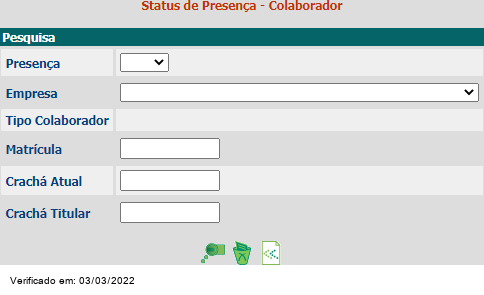 Status de Presença - Colaborador
Pesquisa
Presença
Empresa
Tipo Colaborador
Matrícula
Crachá Atual
Crachá Titular
Verificado em: 03/03/2022